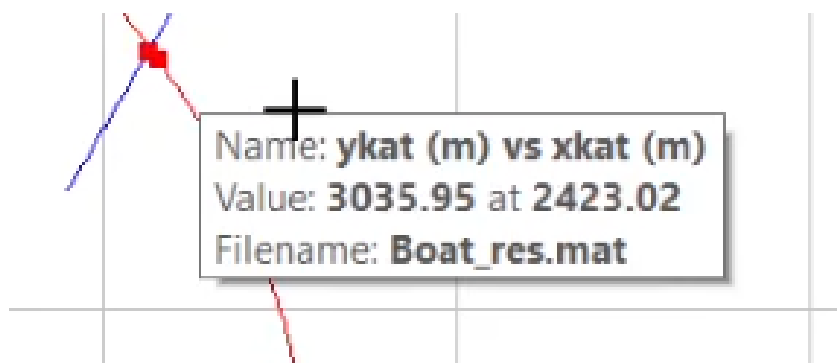 Name: ykat (m) vs xkat (m)
Value: 3035.95 at 2423.02
Filename: Boat_res.mat